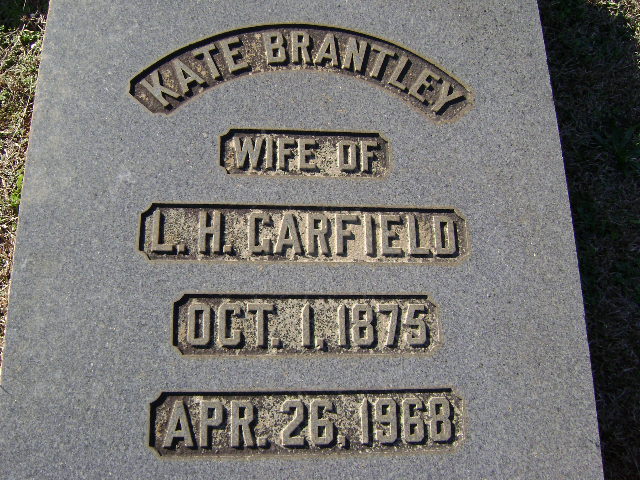 KATE BRANTLEY
WIFE OF
L. H. GARFIELD
OCT. 1, 1875
APR. 26, 1968